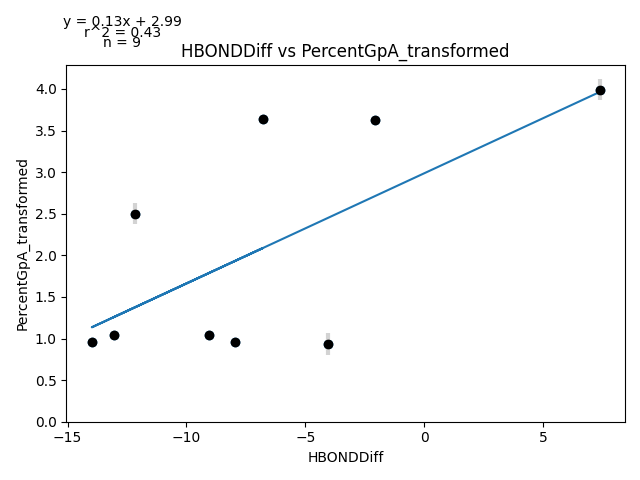 y = 0.13x + 2.99
r^2 = 0.43
n = 9
HBONDDiff vs PercentGpA_transformed
PercentGpA_transformed
4.0
3.5
3.0
2.5
2.0
1.5
1.0
0.5
0.0
−15
−10
−5
0
5
HBONDDiff